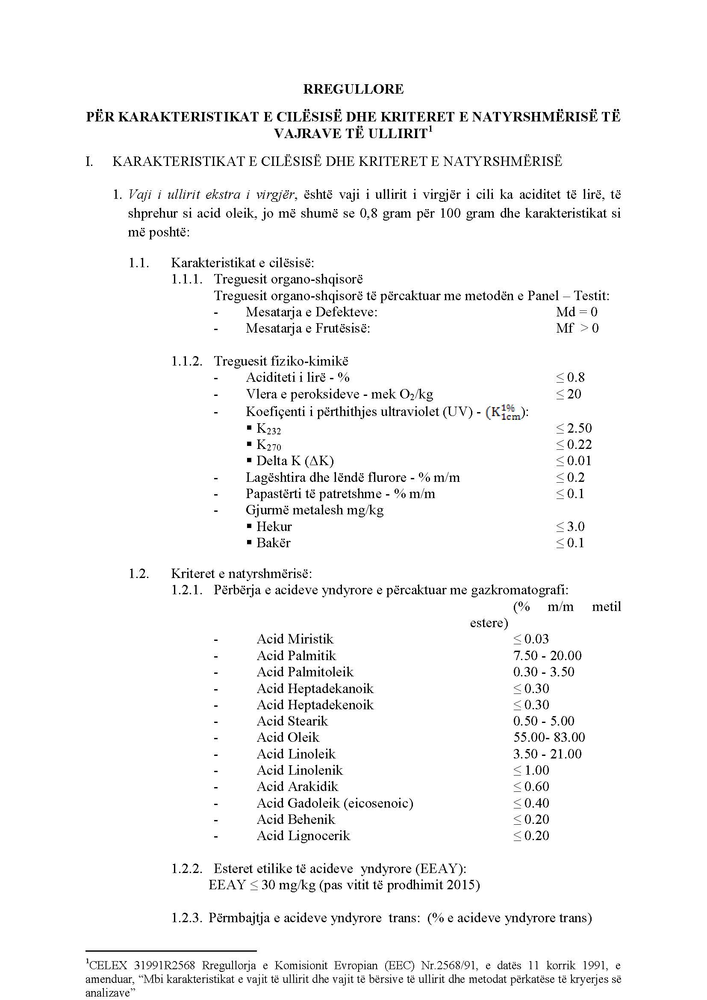 RREGULLORE
PËR KARAKTERISTIKAT E CILËSISË DHE KRITERET E NATYRSHMËRISË TË
VAJRAVE TË ULLIRIT¹
I. KARAKTERISTIKAT E CILËSISË DHE KRITERET E NATYRSHMËRISË
1. Vaji i ullirit ekstra i virgjër, është vaji i ullirit i virgjër i cili ka aciditet të lirë, të
shprehur si acid oleik, jo më shumë se 0,8 gram për 100 gram dhe karakteristikat si
më poshtë:
1.1. Karakteristikat e cilësisë:
1.1.1. Treguesit organo-shqisorë
Treguesit organo-shqisorë të përcaktuar me metodën e Panel – Testit:
- Mesatarja e Defekteve: Md = 0
- Mesatarja e Frutësisë: Mf > 0
1.1.2. Treguesit fiziko-kimikë
- Aciditeti i lirë - % ≤ 0.8
- Vlera e peroksideve - mek O₂/kg ≤ 20
- Koefiçenti i përthithjes ultraviolet (UV) - (K 1% 1cm):
▪ K₂₃₂ ≤ 2.50
▪ K₂₇₀ ≤ 0.22
▪ Delta K (ΔK) ≤ 0.01
- Lagështira dhe lëndë flurore - % m/m ≤ 0.2
- Papastërti të patretshme - % m/m ≤ 0.1
- Gjurmë metalesh mg/kg
▪ Hekur ≤ 3.0
▪ Bakër ≤ 0.1
1.2. Kriteret e natyrshmërisë:
1.2.1. Përbërja e acideve yndyrore e përcaktuar me gazkromatografi:
(% m/m metil
estere)
- Acid Miristik ≤ 0.03
- Acid Palmitik 7.50 - 20.00
- Acid Palmitoleik 0.30 - 3.50
- Acid Heptadekanoik ≤ 0.30
- Acid Heptadekenoik ≤ 0.30
- Acid Stearik 0.50 - 5.00
- Acid Oleik 55.00- 83.00
- Acid Linoleik 3.50 - 21.00
- Acid Linolenik ≤ 1.00
- Acid Arakidik ≤ 0.60
- Acid Gadoleik (eicosenoic) ≤ 0.40
- Acid Behenik ≤ 0.20
- Acid Lignocerik ≤ 0.20
1.2.2. Esteret etilike të acideve yndyrore (EEAY):
EEAY ≤ 30 mg/kg (pas vitit të prodhimit 2015)
1.2.3. Përmbajtja e acideve yndyrore trans: (% e acideve yndyrore trans)
¹CELEX 31991R2568 Rregullorja e Komisionit Evropian (EEC) Nr.2568/91, e datës 11 korrik 1991, e
amenduar, “Mbi karakteristikat e vajit të ullirit dhe vajit të bërsive të ullirit dhe metodat përkatëse të kryerjes së
analizave”